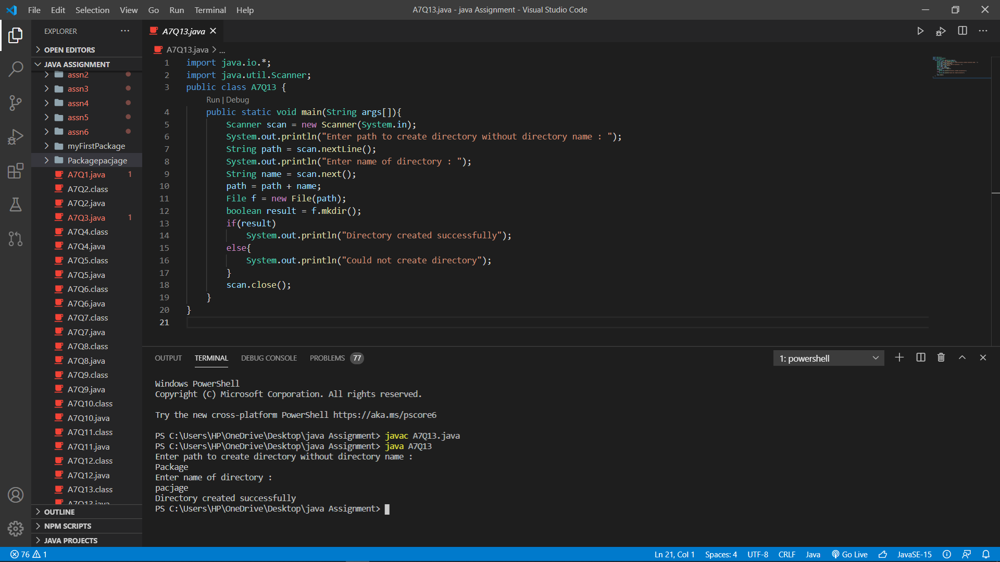 File Edit Selection View Go Run Terminal Help
A7Q13.java - java Assignment - Visual Studio Code
EXPLORER
OPEN EDITORS
JAVA ASSIGNMENT
assn2
assn3
assn4
assn5
assn6
myFirstPackage
Packagepacjage
A7Q1.java 1
A7Q2.class
A7Q2.java
A7Q3.java 1
A7Q4.class
A7Q4.java
A7Q5.class
A7Q5.java
A7Q6.class
A7Q6.java
A7Q7.class
A7Q7.java
A7Q8.class
A7Q8.java
A7Q9.class
A7Q9.java
A7Q10.class
A7Q10.java
A7Q11.class
A7Q11.java
A7Q12.class
A7Q12.java
A7Q13.class
A7Q13.java
OUTLINE
NPM SCRIPTS
JAVA PROJECTS
A7Q13.java
A7Q13.java > ...
1 import java.io.*;
2 import java.util.Scanner;
3 public class A7Q13 {
Run | Debug
4 public static void main(String args[]){
5 Scanner scan = new Scanner(System.in);
6 System.out.println("Enter path to create directory without directory name : ");
7 String path = scan.nextLine();
8 System.out.println("Enter name of directory : ");
9 String name = scan.next();
10 path = path + name;
11 File f = new File(path);
12 boolean result = f.mkdir();
13 if(result)
14 System.out.println("Directory created successfully");
15 else{
16 System.out.println("Could not create directory");
17 }
18 scan.close();
19 }
20 }
21
OUTPUT TERMINAL DEBUG CONSOLE PROBLEMS 77
1: powershell
Windows PowerShell
Copyright (C) Microsoft Corporation. All rights reserved.
Try the new cross-platform PowerShell https://aka.ms/pscore6
PS C:\Users\HP\OneDrive\Desktop\java Assignment> javac A7Q13.java
PS C:\Users\HP\OneDrive\Desktop\java Assignment> java A7Q13
Enter path to create directory without directory name :
Package
Enter name of directory :
pacjage
Directory created successfully
PS C:\Users\HP\OneDrive\Desktop\java Assignment>
76 1
Ln 21, Col 1 Spaces: 4 UTF-8 CRLF Java Go Live JavaSE-15